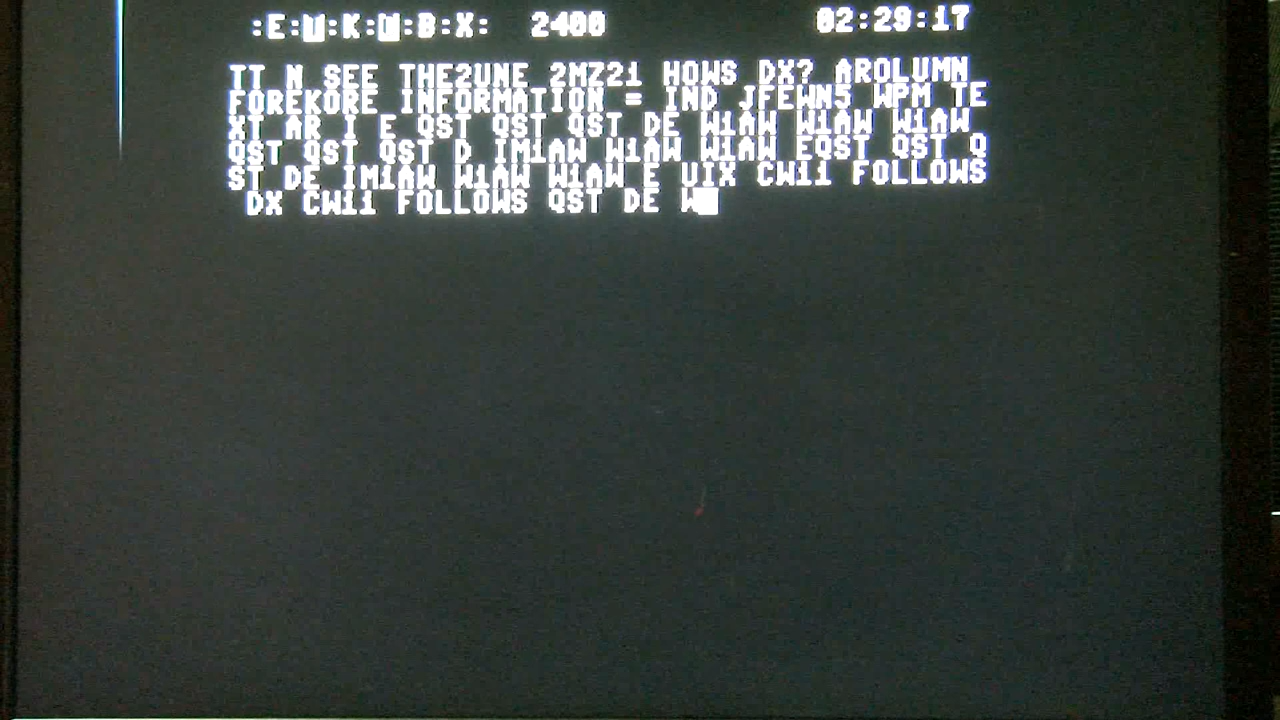 :E:W:K:W:B:X: 2400 02:29:17
TT N SEE THE2UNE 2MZ21 HOWS DX? AROLUMN
FOREKORE INFORMATION = IND JFEWN5 WPM TE
XT AR I E QST QST QST DE W1AW W1AW W1AW
QST QST QST D IM1AW W1AW W1AW EQST QST Q
ST DE IM1AW W1AW W1AW E UIX CW11 FOLLOWS
DX CW11 FOLLOWS QST DE W